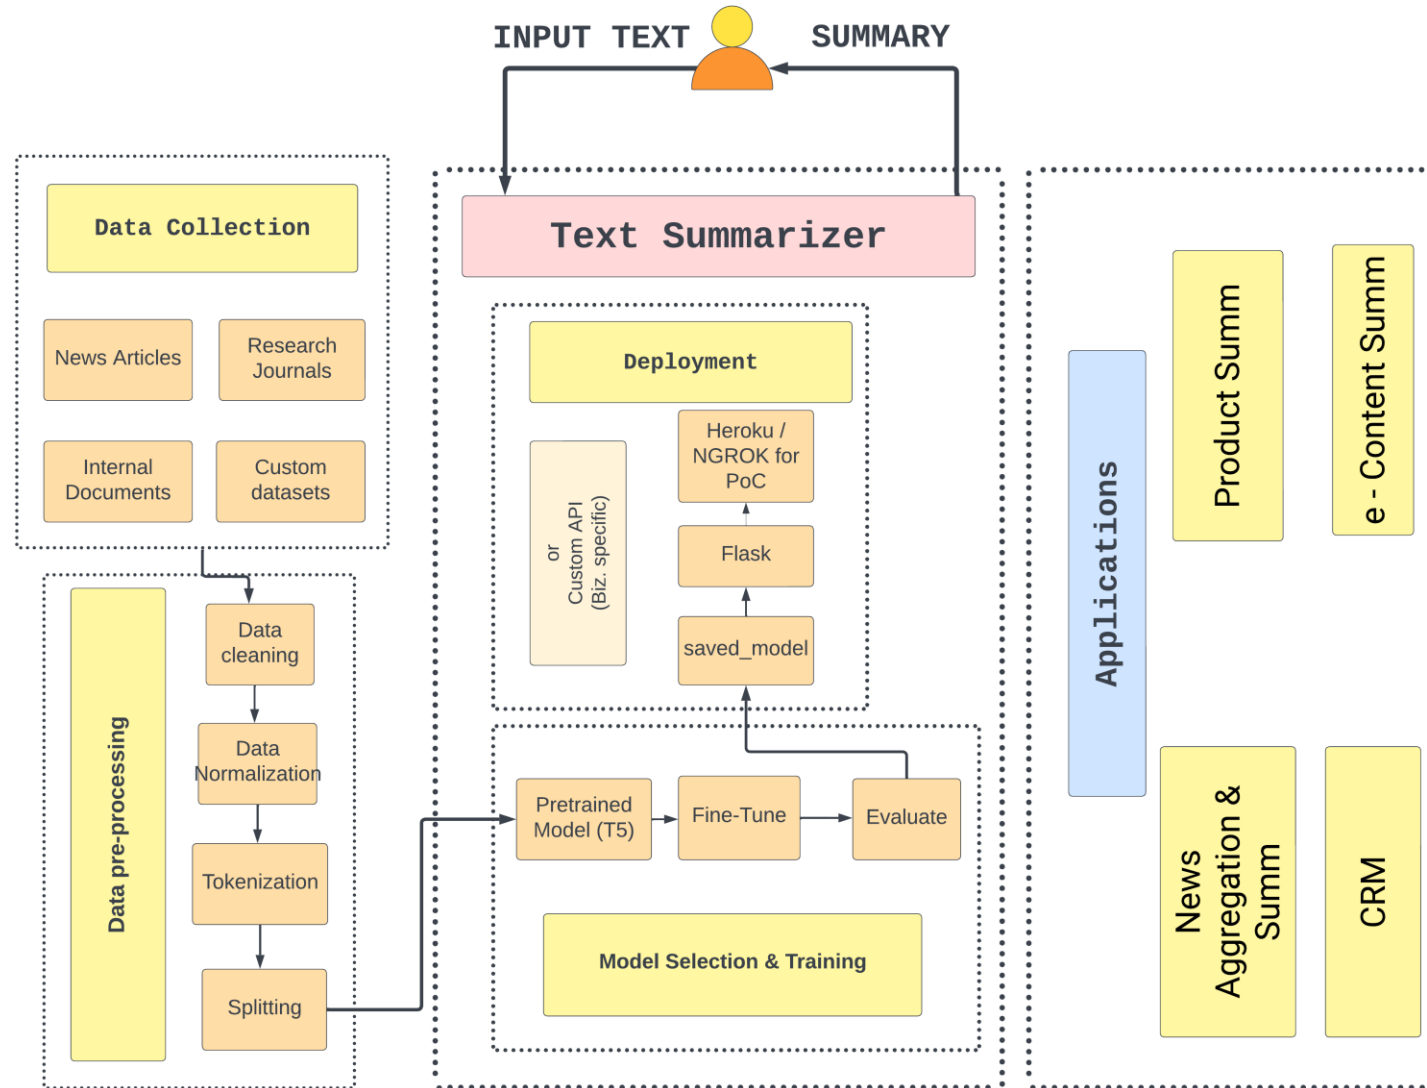 INPUT TEXT
SUMMARY
Data Collection
News Articles
Research
Journals
Internal
Documents
Custom
datasets
Data pre-processing
Data
cleaning
Data
Normalization
Tokenization
Splitting
Text Summarizer
Deployment
Heroku /
NGROK for
PoC
or
Custom API
(Biz. specific)
Flask
saved_model
Pretrained
Model (T5)
Fine-Tune
Evaluate
Model Selection & Training
Applications
Product Summ
e - Content Summ
News
Aggregation &
Summ
CRM